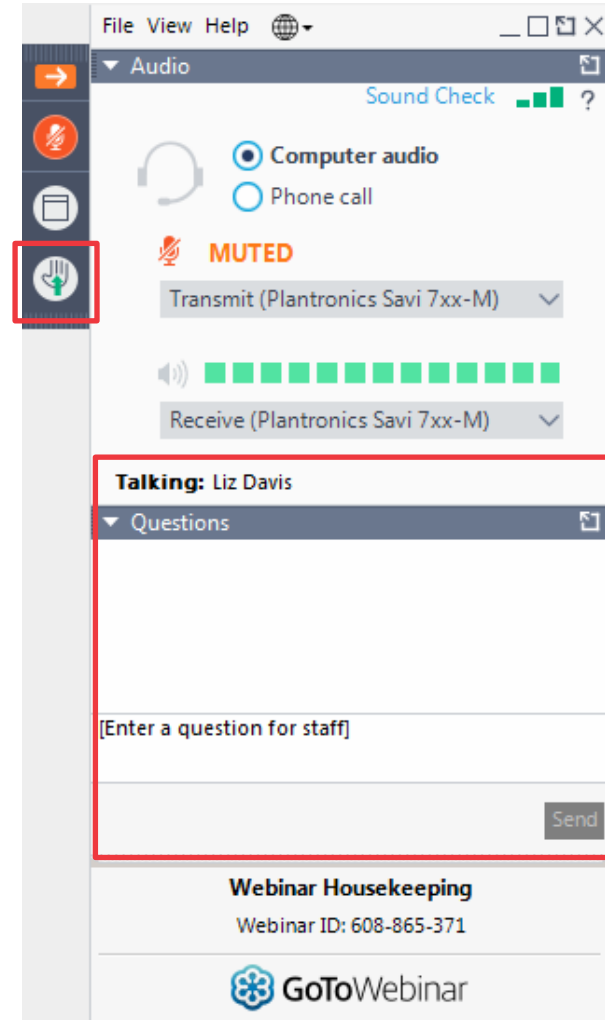 File View Help
Audio
Sound Check ?
Computer audio
Phone call
MUTED
Transmit (Plantronics Savi 7xx-M)
Receive (Plantronics Savi 7xx-M)
Talking: Liz Davis
Questions
[Enter a question for staff]
Send
Webinar Housekeeping
Webinar ID: 608-865-371
GoToWebinar